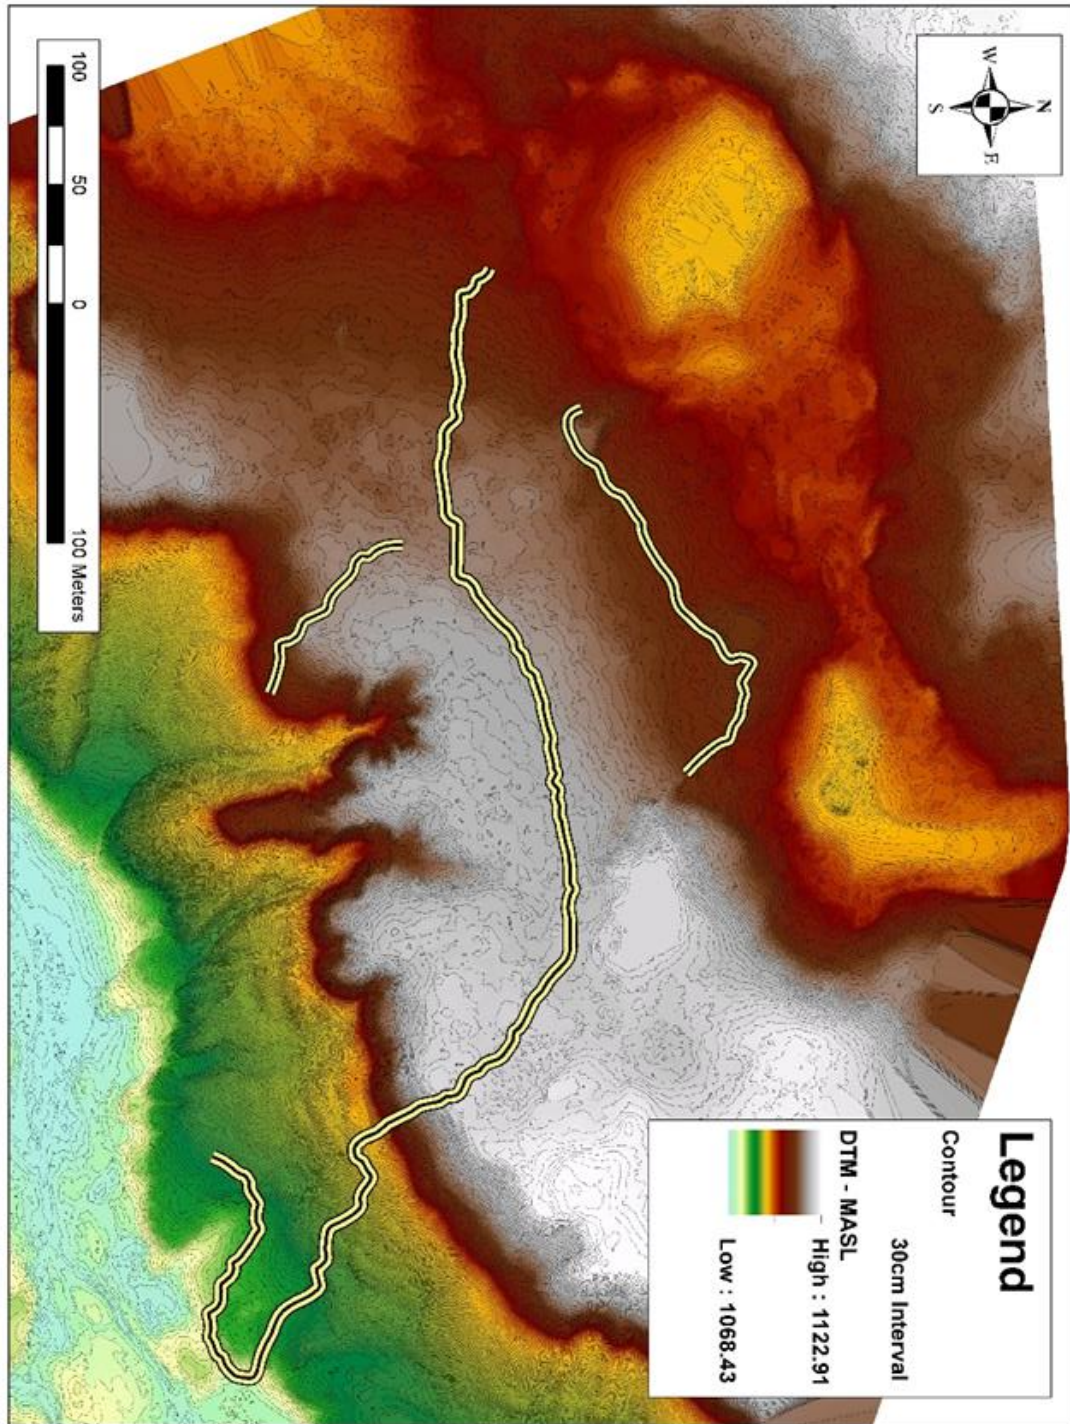 Legend
Contour
30cm Interval
DTM - MASL
High : 1122.91
Low : 1068.43
N
W
E
S
100 50 0 100 Meters